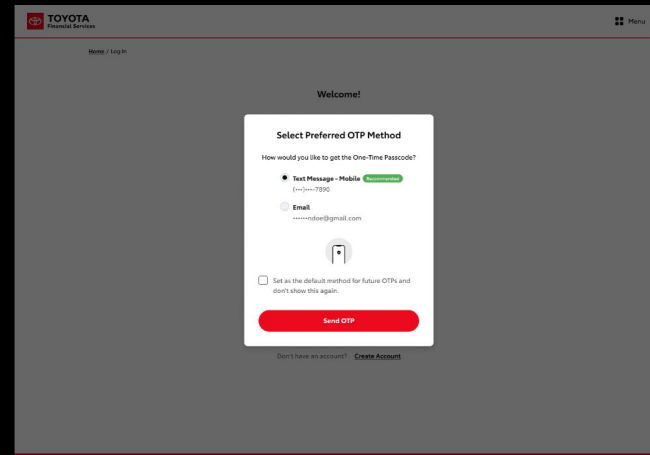 TOYOTA
Financial Services
Menu
Home / Log In
Welcome!
Select Preferred OTP Method
How would you like to get the One-Time Passcode?
Text Message - Mobile Recommended
(•••)•••-7890
Email
••••••ndoe@gmail.com
Set as the default method for future OTPs and
don't show this again.
Send OTP
Don't have an account? Create Account